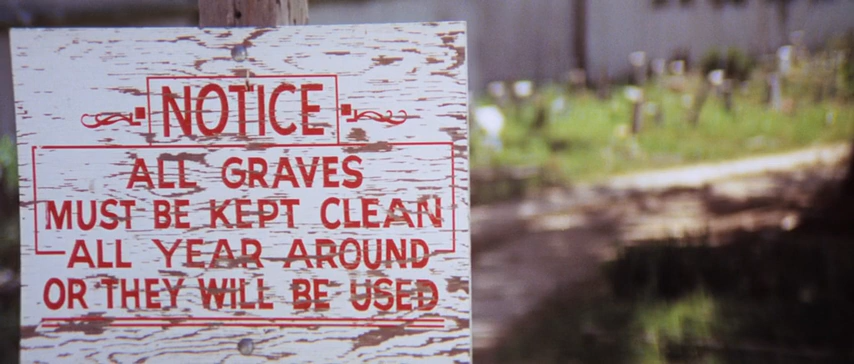 NOTICE
ALL GRAVES
MUST BE KEPT CLEAN
ALL YEAR AROUND
OR THEY WILL BE USED